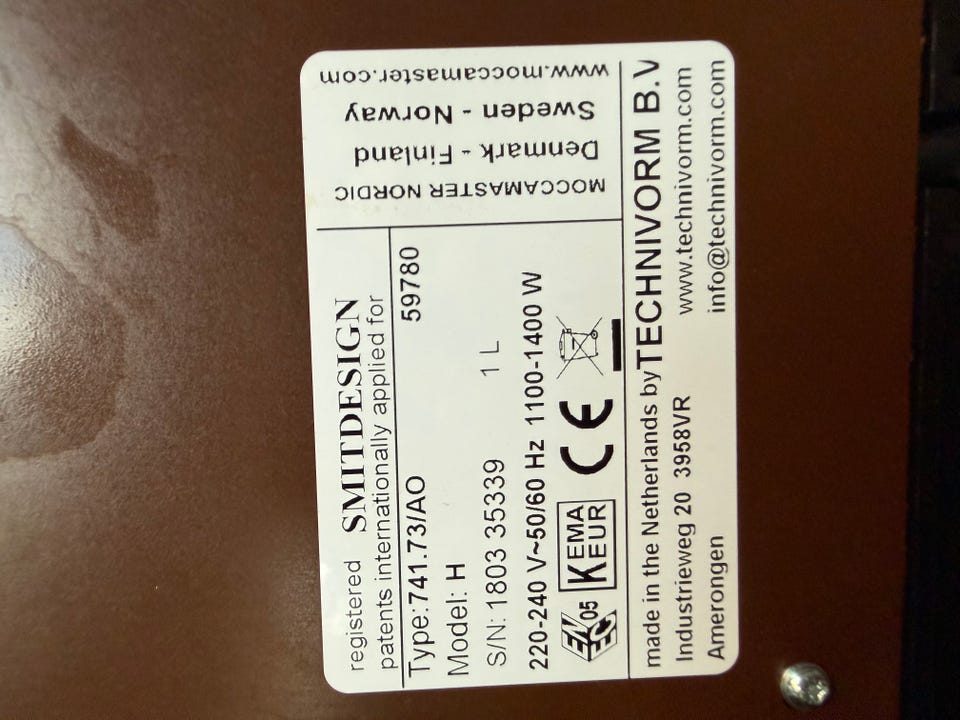 registered SMITDESIGN
patents internationally applied for
Type:741.73/AO 59780
Model: H
S/N: 1803 35339 1 L
220-240 V~50/60 Hz 1100-1400 W
ENEC 05 KEMA KEUR CE
made in the Netherlands by TECHNIVORM B.V
Industrieweg 20 3958VR www.technivorm.com
Amerongen info@technivorm.com
MOCCAMASTER NORDIC
Denmark - Finland
Sweden - Norway
www.moccamaster.com